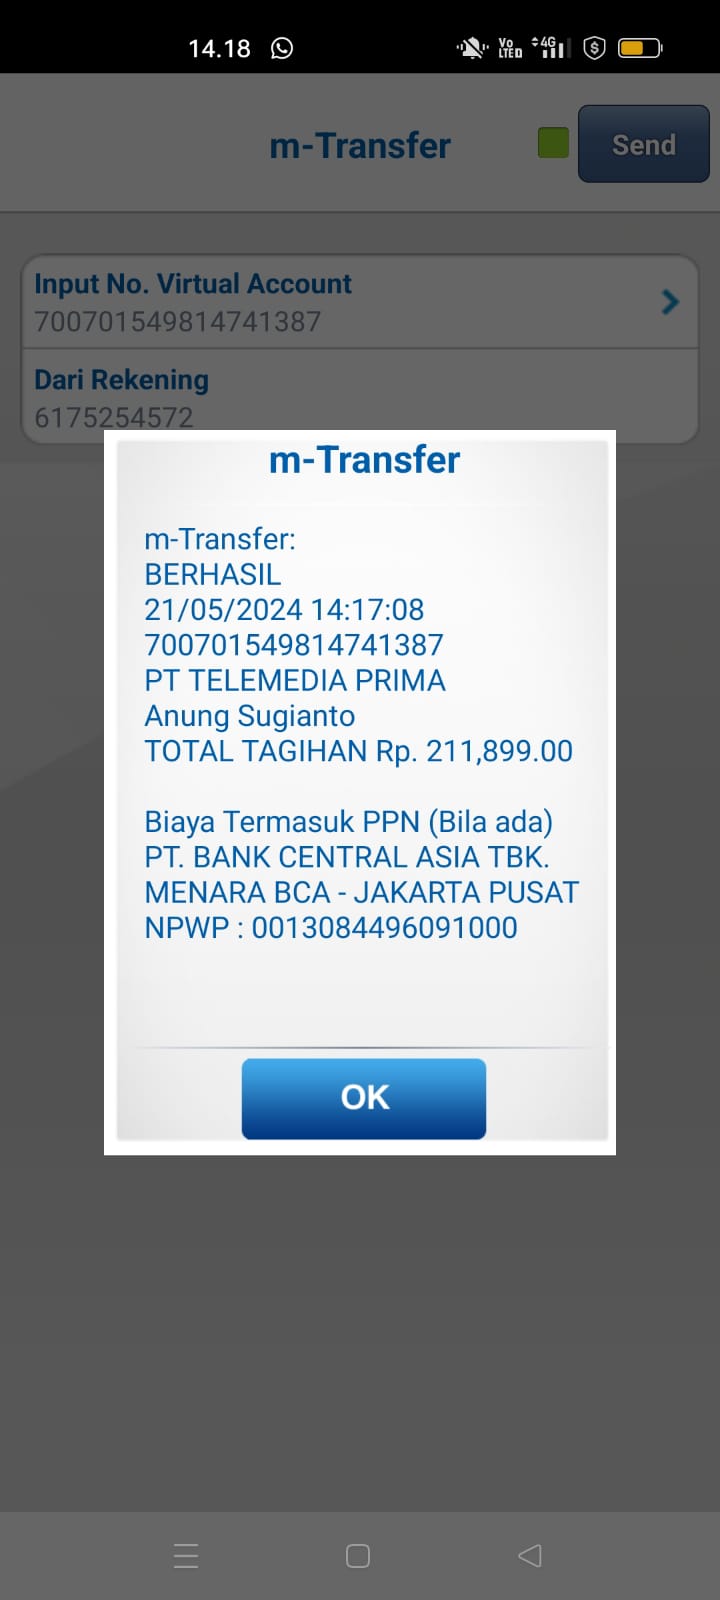 14.18
Vo LTED 4G
m-Transfer
Send
Input No. Virtual Account
700701549814741387
Dari Rekening
6175254572
m-Transfer
m-Transfer:
BERHASIL
21/05/2024 14:17:08
700701549814741387
PT TELEMEDIA PRIMA
Anung Sugianto
TOTAL TAGIHAN Rp. 211,899.00
Biaya Termasuk PPN (Bila ada)
PT. BANK CENTRAL ASIA TBK.
MENARA BCA - JAKARTA PUSAT
NPWP : 0013084496091000
OK